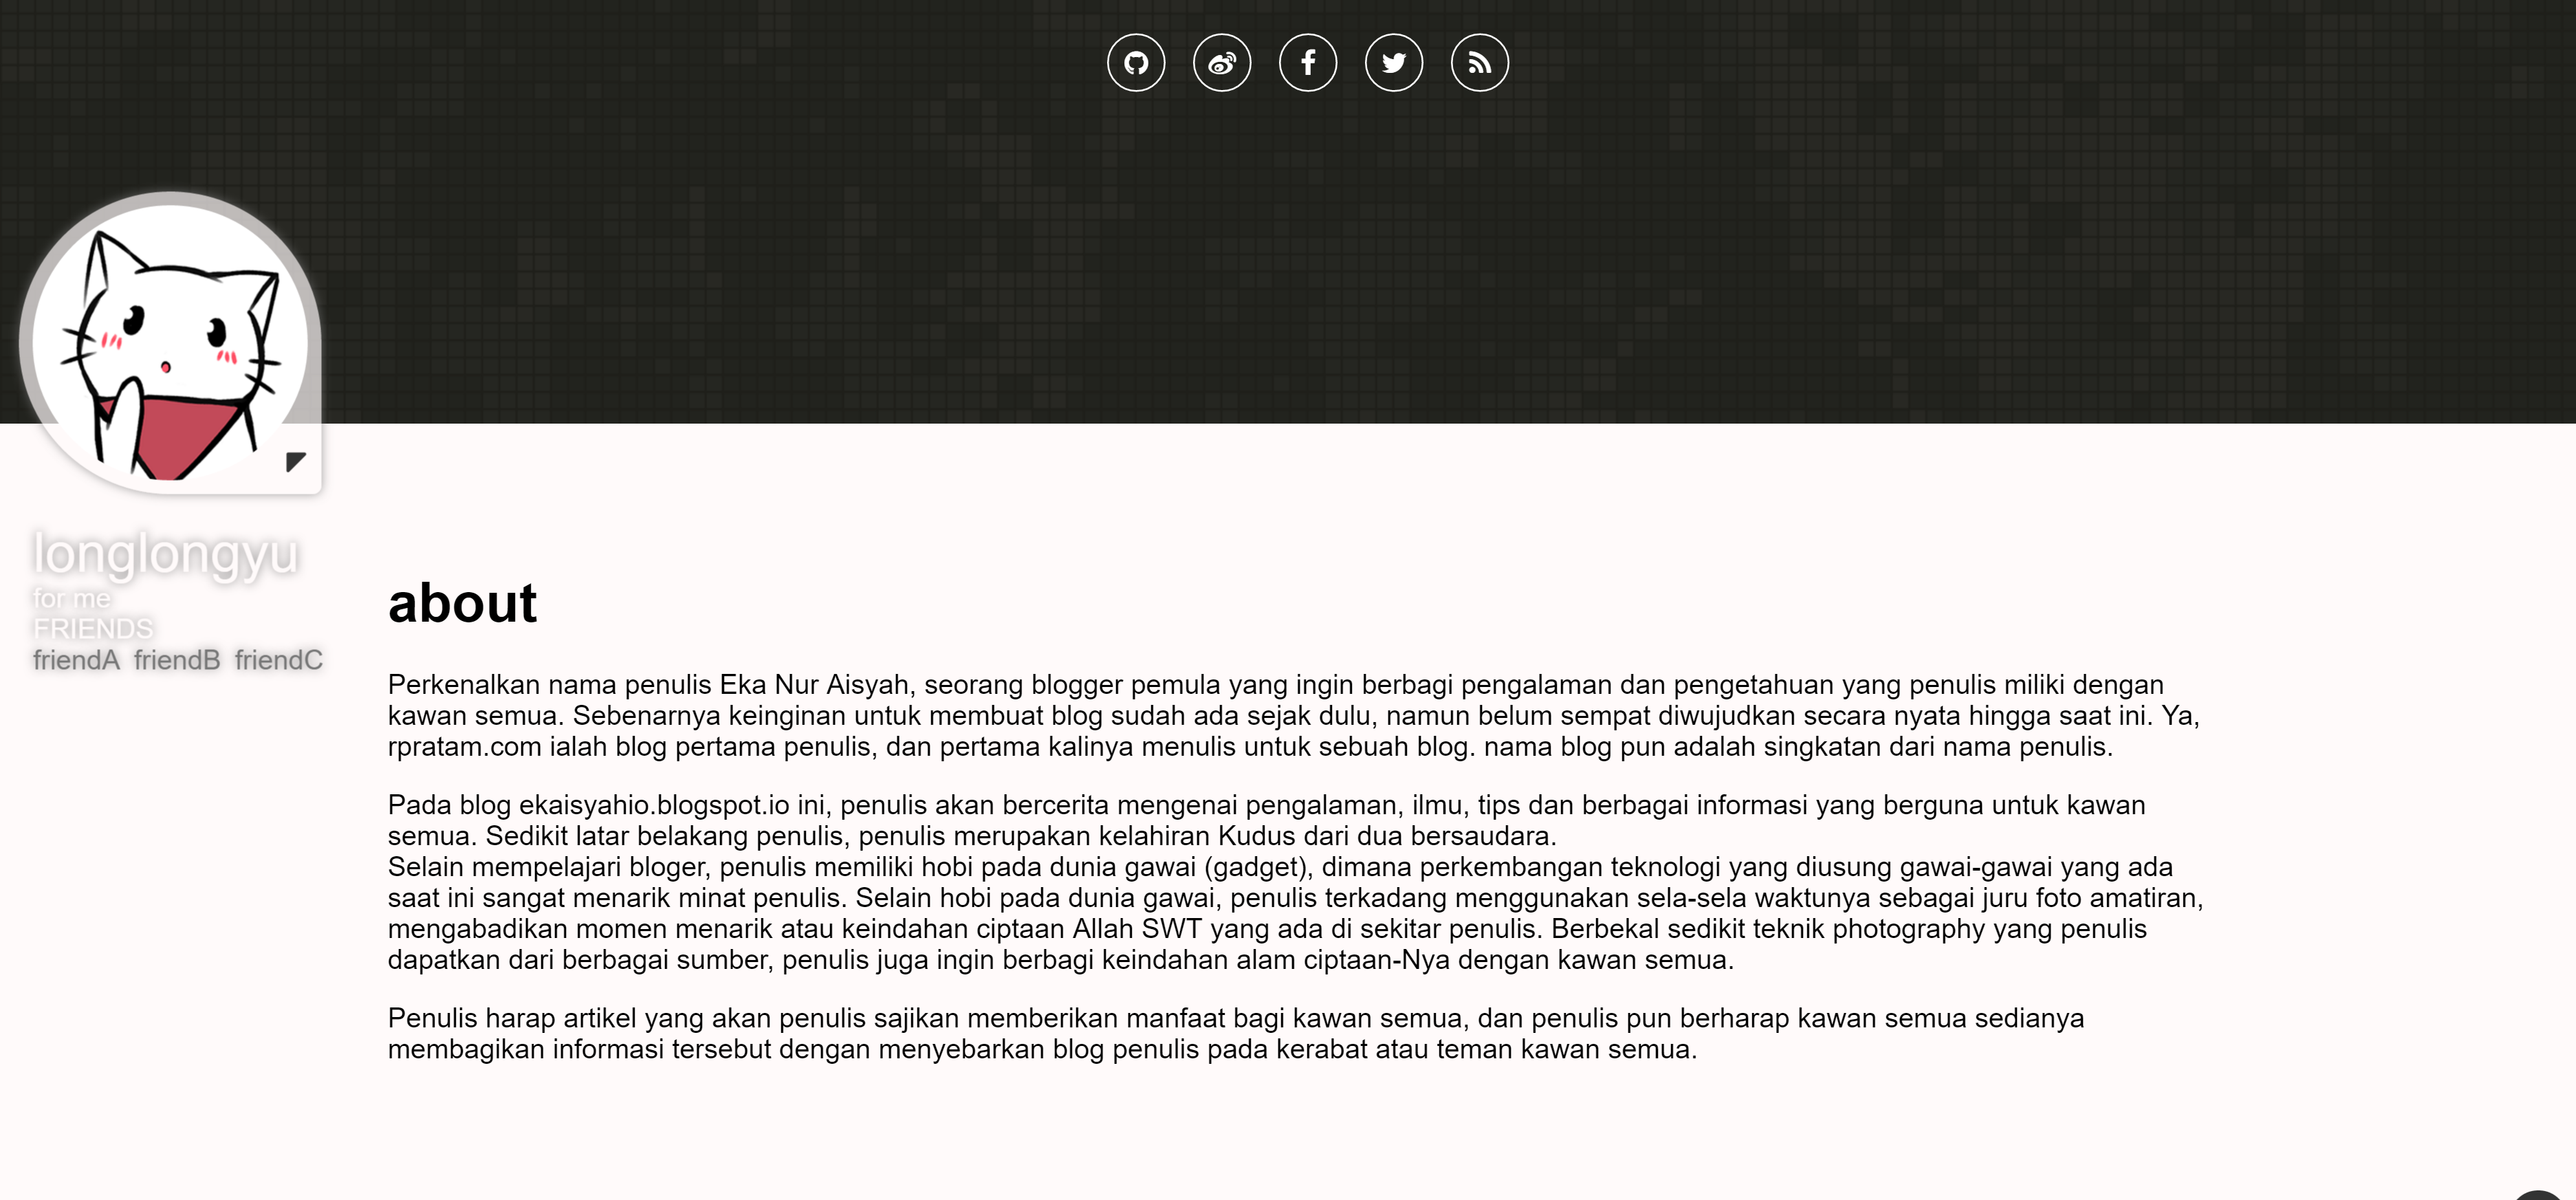 longlongyu
for me
FRIENDS
friendA friendB friendC
about
Perkenalkan nama penulis Eka Nur Aisyah, seorang blogger pemula yang ingin berbagi pengalaman dan pengetahuan yang penulis miliki dengan
kawan semua. Sebenarnya keinginan untuk membuat blog sudah ada sejak dulu, namun belum sempat diwujudkan secara nyata hingga saat ini. Ya,
rpratam.com ialah blog pertama penulis, dan pertama kalinya menulis untuk sebuah blog. nama blog pun adalah singkatan dari nama penulis.
Pada blog ekaisyahio.blogspot.io ini, penulis akan bercerita mengenai pengalaman, ilmu, tips dan berbagai informasi yang berguna untuk kawan
semua. Sedikit latar belakang penulis, penulis merupakan kelahiran Kudus dari dua bersaudara.
Selain mempelajari bloger, penulis memiliki hobi pada dunia gawai (gadget), dimana perkembangan teknologi yang diusung gawai-gawai yang ada
saat ini sangat menarik minat penulis. Selain hobi pada dunia gawai, penulis terkadang menggunakan sela-sela waktunya sebagai juru foto amatiran,
mengabadikan momen menarik atau keindahan ciptaan Allah SWT yang ada di sekitar penulis. Berbekal sedikit teknik photography yang penulis
dapatkan dari berbagai sumber, penulis juga ingin berbagi keindahan alam ciptaan-Nya dengan kawan semua.
Penulis harap artikel yang akan penulis sajikan memberikan manfaat bagi kawan semua, dan penulis pun berharap kawan semua sedianya
membagikan informasi tersebut dengan menyebarkan blog penulis pada kerabat atau teman kawan semua.